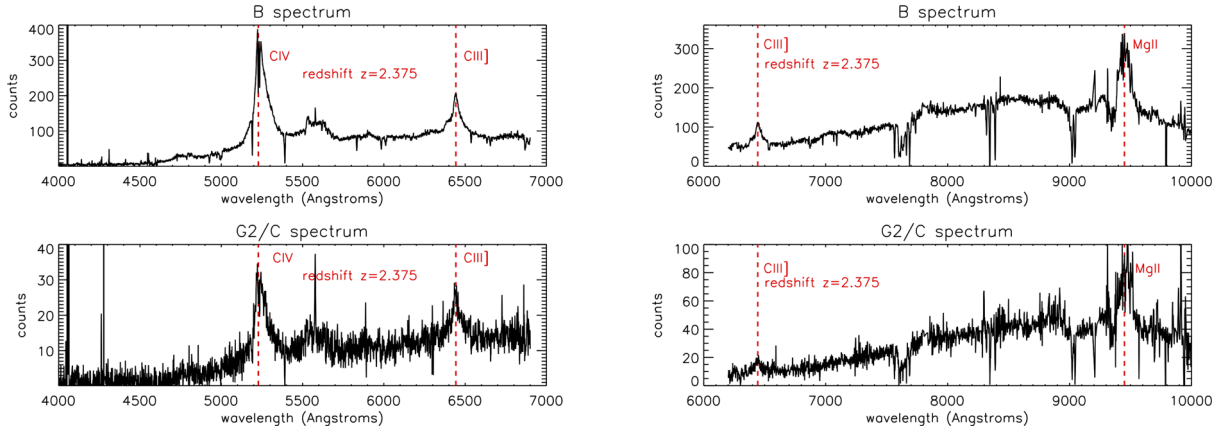 B spectrum
400
300
200
100
counts
CIV
CIII]
redshift z=2.375
4000 4500 5000 5500 6000 6500 7000
wavelength (Angstroms)
B spectrum
300
200
100
0
counts
CIII]
redshift z=2.375
MgII
6000 7000 8000 9000 10000
wavelength (Angstroms)
G2/C spectrum
40
30
20
10
counts
CIV
CIII]
redshift z=2.375
4000 4500 5000 5500 6000 6500 7000
wavelength (Angstroms)
G2/C spectrum
100
80
60
40
20
0
counts
CIII]
redshift z=2.375
MgII
6000 7000 8000 9000 10000
wavelength (Angstroms)